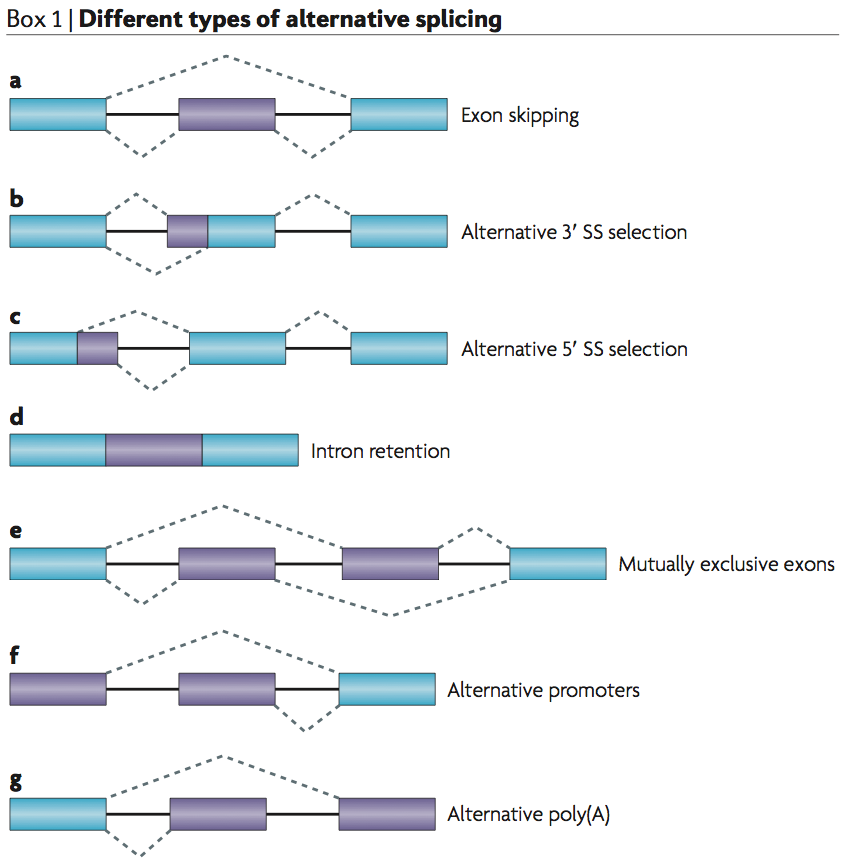 Box 1 | Different types of alternative splicing
a
Exon skipping
b
Alternative 3′ SS selection
c
Alternative 5′ SS selection
d
Intron retention
e
Mutually exclusive exons
f
Alternative promoters
g
Alternative poly(A)